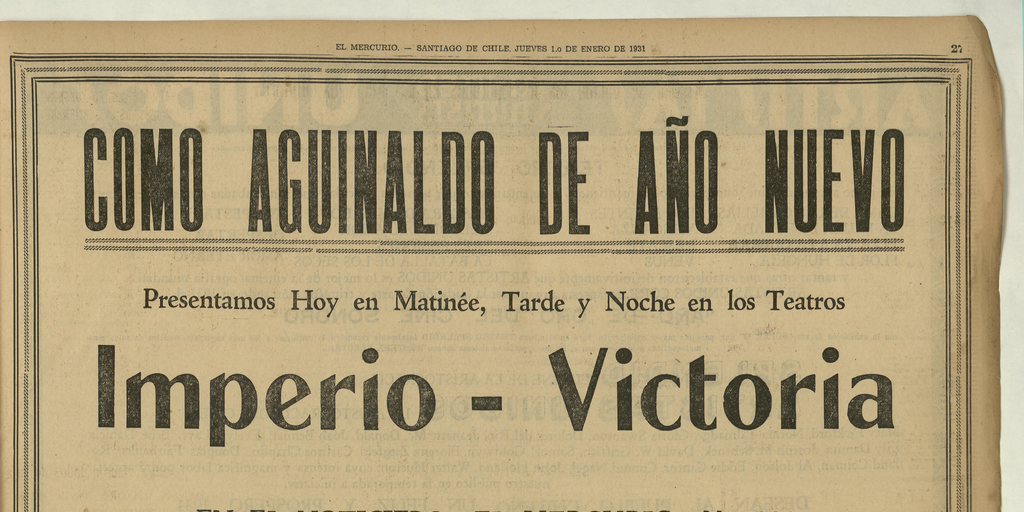 EL MERCURIO. — SANTIAGO DE CHILE. JUEVES 1.o DE ENERO DE 1931 27
COMO AGUINALDO DE AÑO NUEVO
Presentamos Hoy en Matinée, Tarde y Noche en los Teatros
Imperio - Victoria